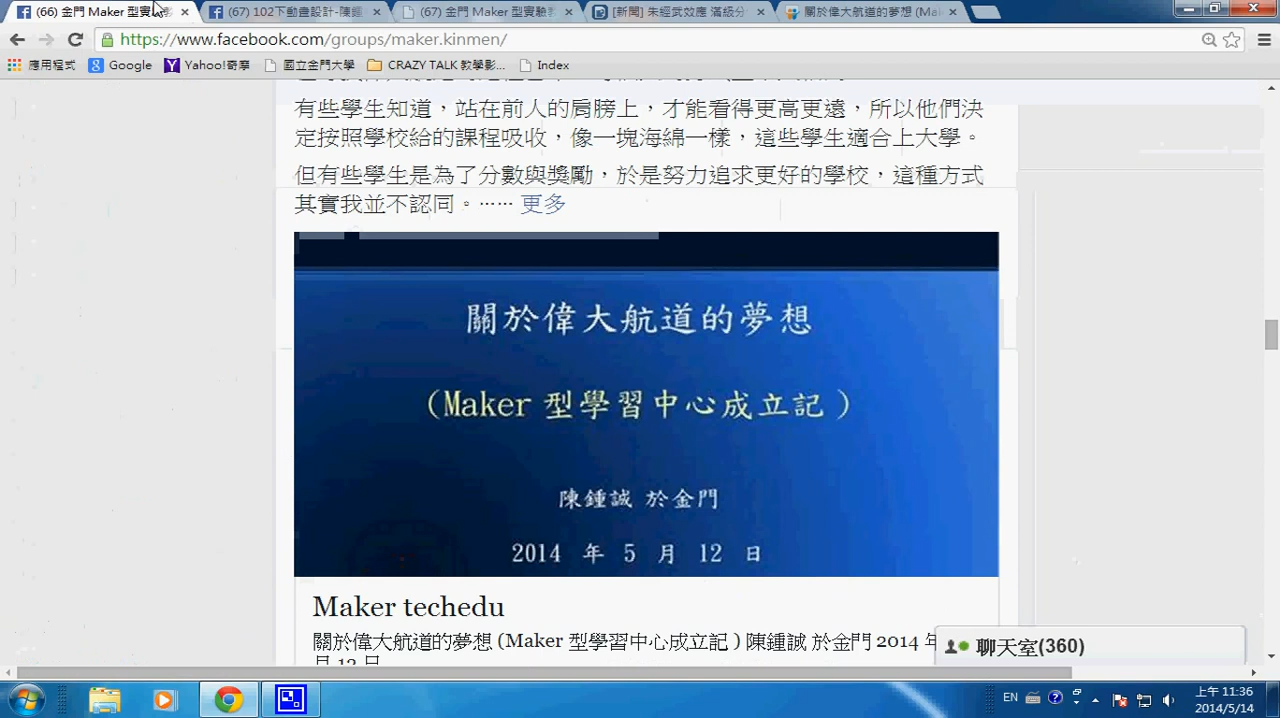 (66) 金門 Maker 型實驗
(67) 102下動畫設計-陳鍾
(67) 金門 Maker 型實驗
[新聞] 朱經武效應 滿級分
關於偉大航道的夢想 (Mal
https://www.facebook.com/groups/maker.kinmen/
應用程式 Google Yahoo!奇摩 國立金門大學 CRAZY TALK 教學影... Index
有些學生知道，站在前人的肩膀上，才能看得更高更遠，所以他們決
定按照學校給的課程吸收，像一塊海綿一樣，這些學生適合上大學。
但有些學生是為了分數與獎勵，於是努力追求更好的學校，這種方式
其實我並不認同。…… 更多
關於偉大航道的夢想
（Maker 型學習中心成立記）
陳鍾誠 於金門
2014 年 5 月 12 日
Maker techedu
關於偉大航道的夢想 (Maker 型學習中心成立記 ) 陳鍾誠 於金門 2014 年
月 12 日
聊天室(360)
EN
上午 11:36
2014/5/14